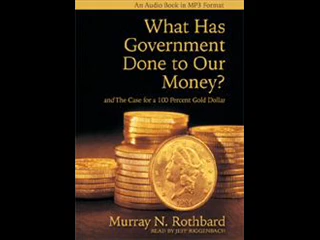 An Audio Book in MP3 Format
What Has
Government
Done to Our
Money?
and The Case for a 100 Percent Gold Dollar
Murray N. Rothbard
READ BY JEFF RIGGENBACH